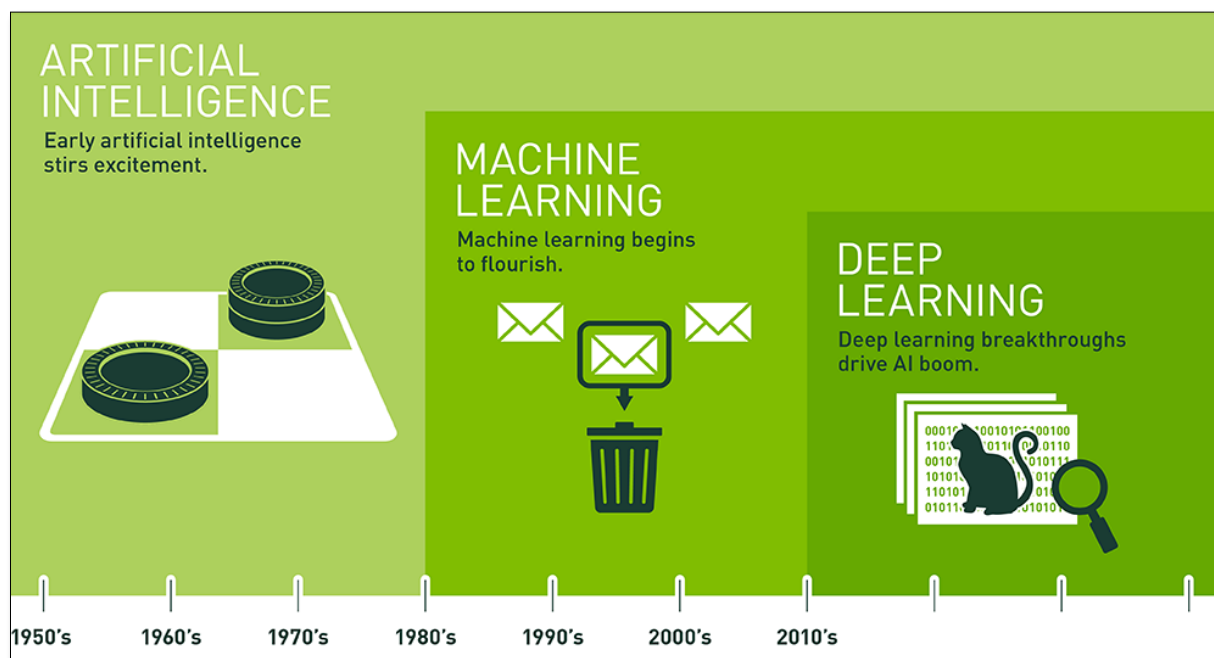 ARTIFICIAL
INTELLIGENCE
Early artificial intelligence
stirs excitement.
MACHINE
LEARNING
Machine learning begins
to flourish.
DEEP
LEARNING
Deep learning breakthroughs
drive AI boom.
1950's 1960's 1970's 1980's 1990's 2000's 2010's